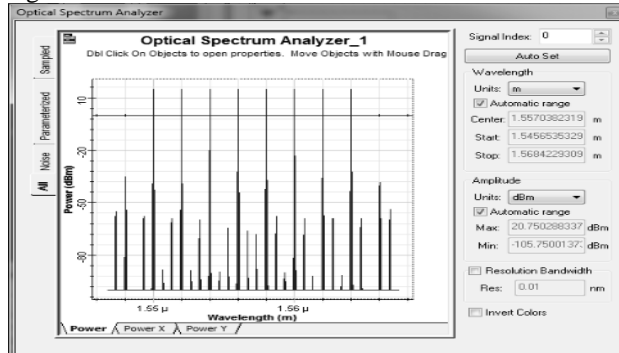 Optical Spectrum Analyzer
Optical Spectrum Analyzer_1
Dbl Click On Objects to open properties. Move Objects with Mouse Drag
Sampled
Parameterized
Noise
All
Power (dBm)
10
-20
-50
-80
1.56 µ
1.56 µ
Wavelength (m)
Power
Power X
Power Y
Signal Index: 0
Auto Set
Wavelength
Units: m
Automatic range
Center: 1.5570382319 m
Start: 1.5456535329 m
Stop: 1.5684229309 m
Amplitude
Units: dBm
Automatic range
Max: 20.750288337 dBm
Min: -105.7500137 dBm
Resolution Bandwidth
Res: 0.01 nm
Invert Colors